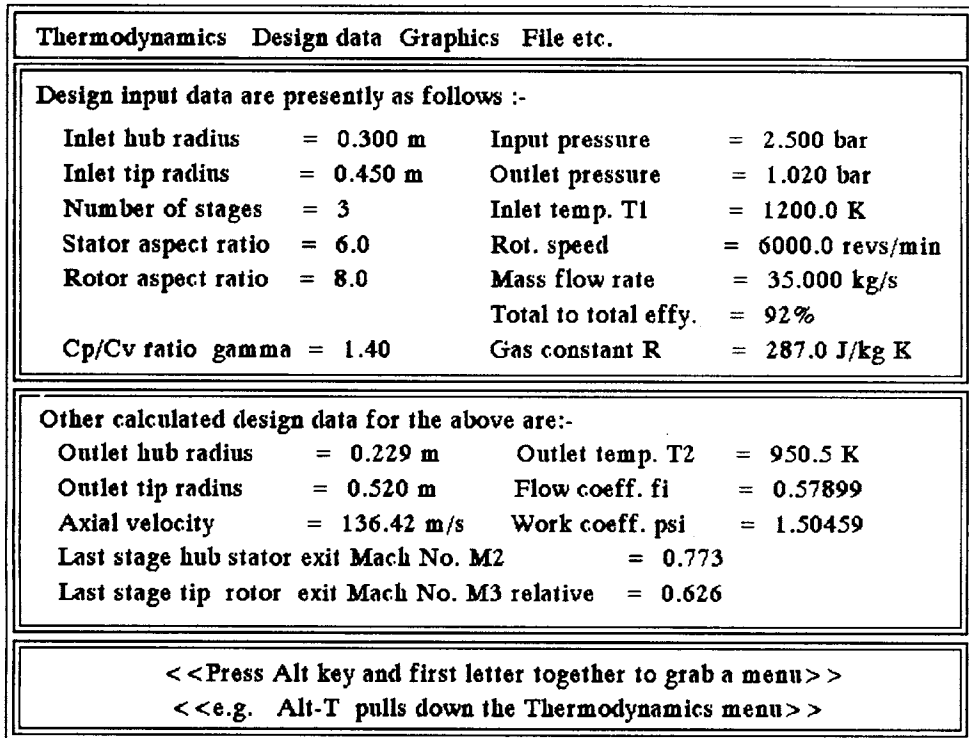 Thermodynamics Design data Graphics File etc.
Design input data are presently as follows :-
Inlet hub radius = 0.300 m Input pressure = 2.500 bar
Inlet tip radius = 0.450 m Outlet pressure = 1.020 bar
Number of stages = 3 Inlet temp. T1 = 1200.0 K
Stator aspect ratio = 6.0 Rot. speed = 6000.0 revs/min
Rotor aspect ratio = 8.0 Mass flow rate = 35.000 kg/s
Total to total effy. = 92%
Cp/Cv ratio gamma = 1.40 Gas constant R = 287.0 J/kg K
Other calculated design data for the above are:-
Outlet hub radius = 0.229 m Outlet temp. T2 = 950.5 K
Outlet tip radius = 0.520 m Flow coeff. fi = 0.57899
Axial velocity = 136.42 m/s Work coeff. psi = 1.50459
Last stage hub stator exit Mach No. M2 = 0.773
Last stage tip rotor exit Mach No. M3 relative = 0.626
< <Press Alt key and first letter together to grab a menu> >
< <e.g. Alt-T pulls down the Thermodynamics menu> >